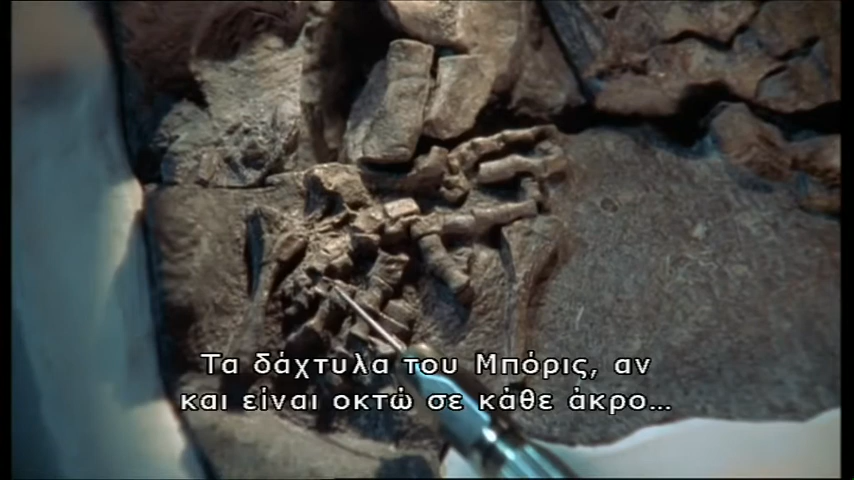 Τα δάχτυλα του Μπόρις, αν
και είναι οκτώ σε κάθε άκρο...